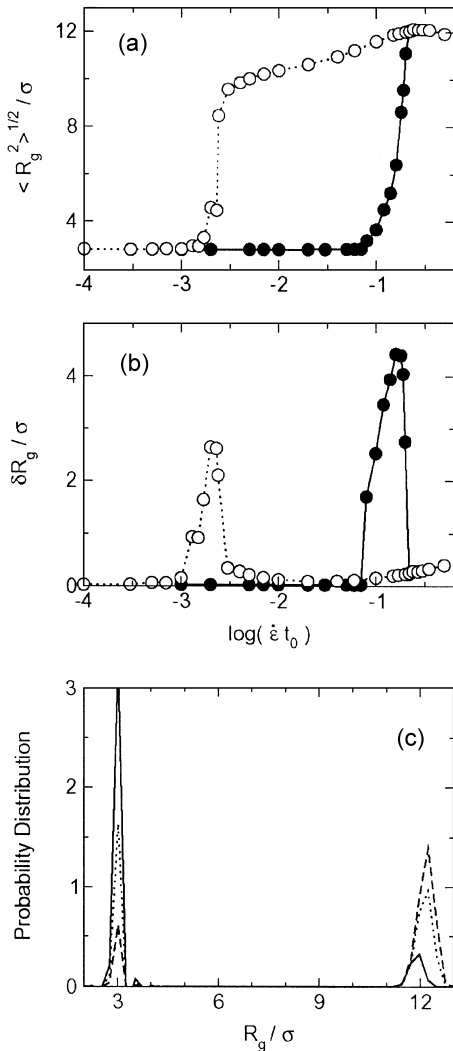 (a)
12
8
4
< R_g^2 >^{1/2} / σ
-4 -3 -2 -1
(b)
4
2
0
δR_g / σ
-4 -3 -2 -1
log( ε̇ t_0 )
(c)
3
2
1
0
Probability Distribution
3 6 9 12
R_g / σ